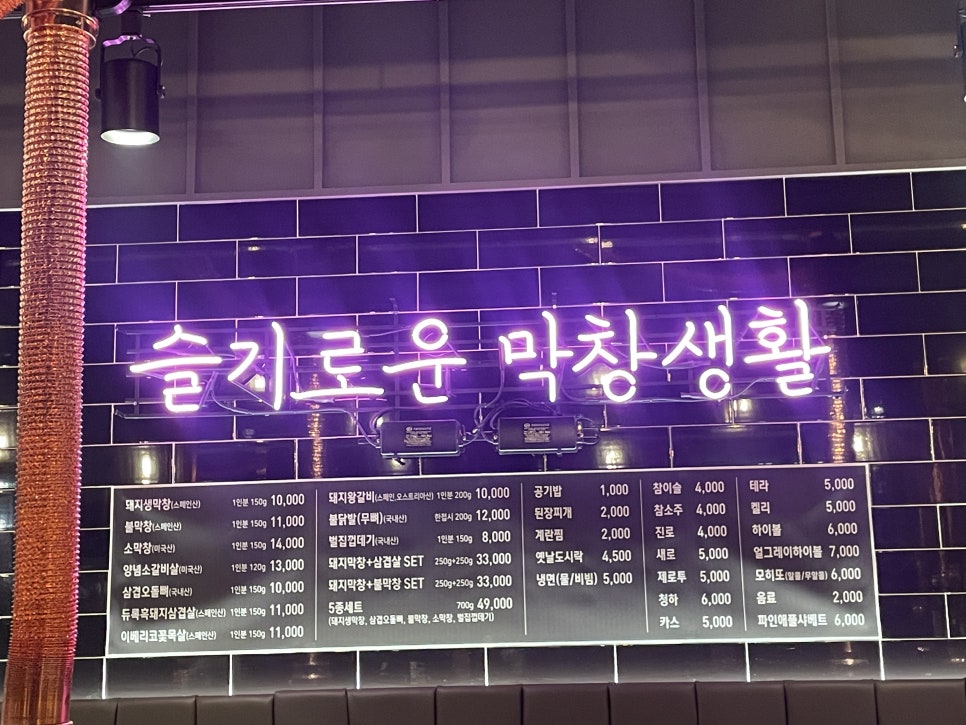 슬기로운 막창생활
돼지생막창(스페인산) 1인분 150g 10,000
불막창(스페인산) 1인분 150g 11,000
소막창(미국산) 1인분 150g 14,000
양념소갈비살(미국산) 1인분 120g 13,000
삼겹오돌뼈(국내산) 1인분 150g 10,000
듀록흑돼지삼겹살(스페인산) 1인분 150g 11,000
이베리코꽃목살(스페인산) 1인분 150g 11,000
돼지왕갈비(스페인,오스트리아산) 1인분 200g 10,000
불닭발(무뼈)(국내산) 한접시 200g 12,000
벌집껍데기(국내산) 1인분 150g 8,000
돼지막창+삼겹살 SET 250g+250g 33,000
돼지막창+불막창 SET 250g+250g 33,000
5종세트 700g 49,000
(돼지생막창, 삼겹오돌뼈, 불막창, 소막창, 벌집껍데기)
공기밥 1,000
된장찌개 2,000
계란찜 2,000
옛날도시락 4,500
냉면(물/비빔) 5,000
참이슬 4,000
참소주 4,000
진로 4,000
새로 5,000
제로투 5,000
청하 6,000
카스 5,000
테라 5,000
켈리 5,000
하이볼 6,000
얼그레이하이볼 7,000
모히또(알콜/무알콜) 6,000
음료 2,000
파인애플샤베트 6,000